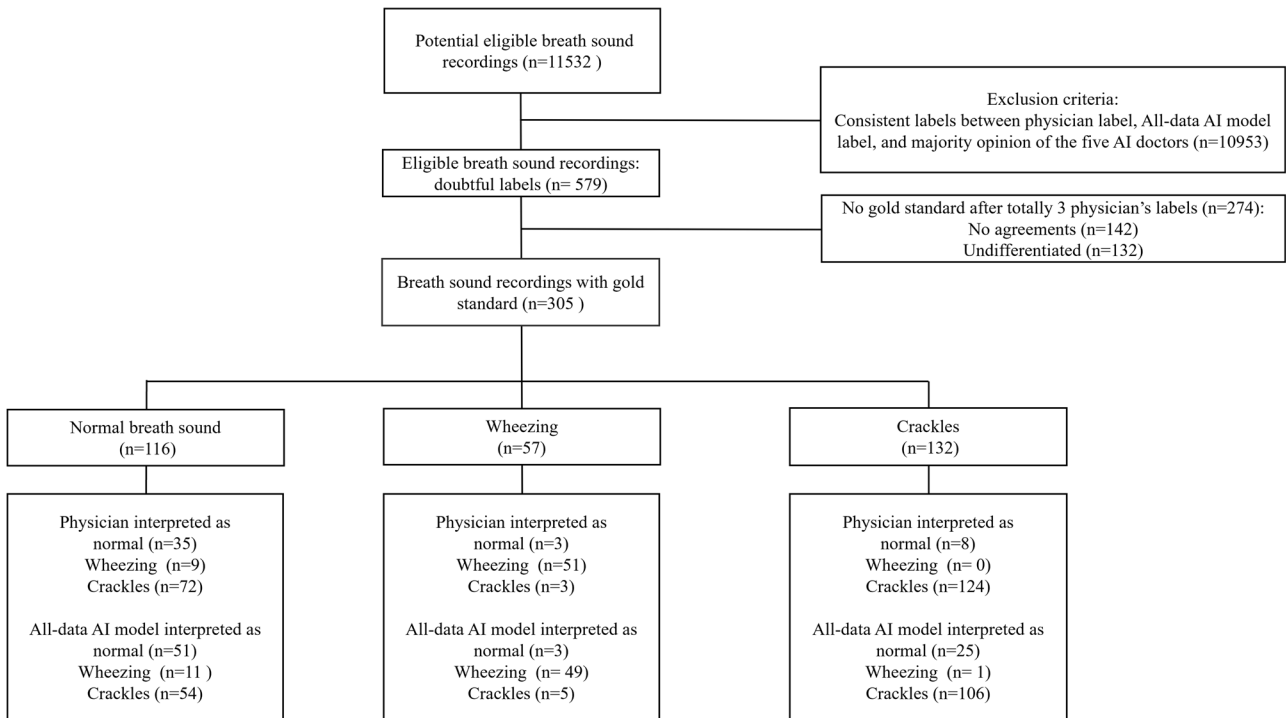 Potential eligible breath sound
recordings (n=11532 )
Exclusion criteria:
Consistent labels between physician label, All-data AI model
label, and majority opinion of the five AI doctors (n=10953)
Eligible breath sound recordings:
doubtful labels (n= 579)
No gold standard after totally 3 physician’s labels (n=274):
No agreements (n=142)
Undifferentiated (n=132)
Breath sound recordings with gold
standard (n=305 )
Normal breath sound
(n=116)
Wheezing
(n=57)
Crackles
(n=132)
Physician interpreted as
normal (n=35)
Wheezing (n=9)
Crackles (n=72)
All-data AI model interpreted as
normal (n=51)
Wheezing (n=11 )
Crackles (n=54)
Physician interpreted as
normal (n=3)
Wheezing (n=51)
Crackles (n=3)
All-data AI model interpreted as
normal (n=3)
Wheezing (n= 49)
Crackles (n=5)
Physician interpreted as
normal (n=8)
Wheezing (n= 0)
Crackles (n=124)
All-data AI model interpreted as
normal (n=25)
Wheezing (n= 1)
Crackles (n=106)